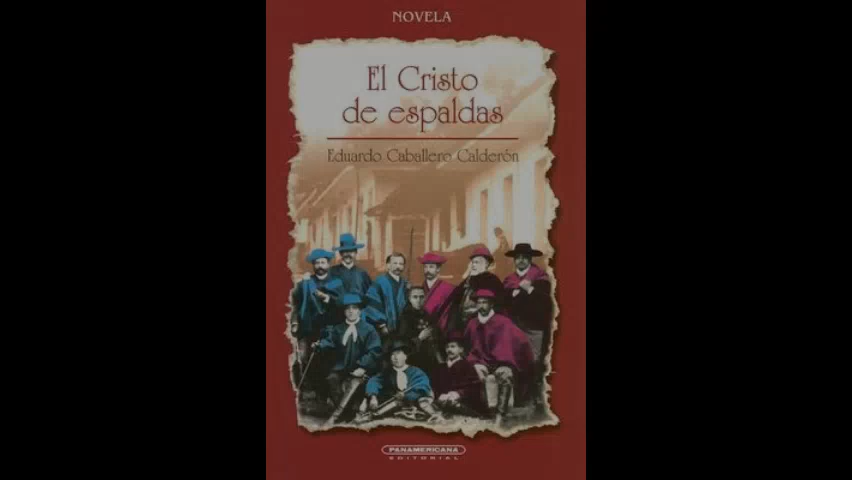 NOVELA
El Cristo
de espaldas
Eduardo Caballero Calderón
PANAMERICANA
EDITORIAL